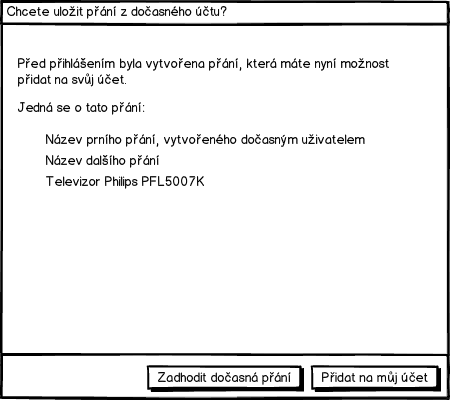 Chcete uložit přání z dočasného účtu?
Před přihlášením byla vytvořena přání, která máte nyní možnost
přidat na svůj účet.
Jedná se o tato přání:
Název prního přání, vytvořeného dočasným uživatelem
Název dalšího přání
Televizor Philips PFL5007K
Zadhodit dočasná přání
Přidat na můj účet